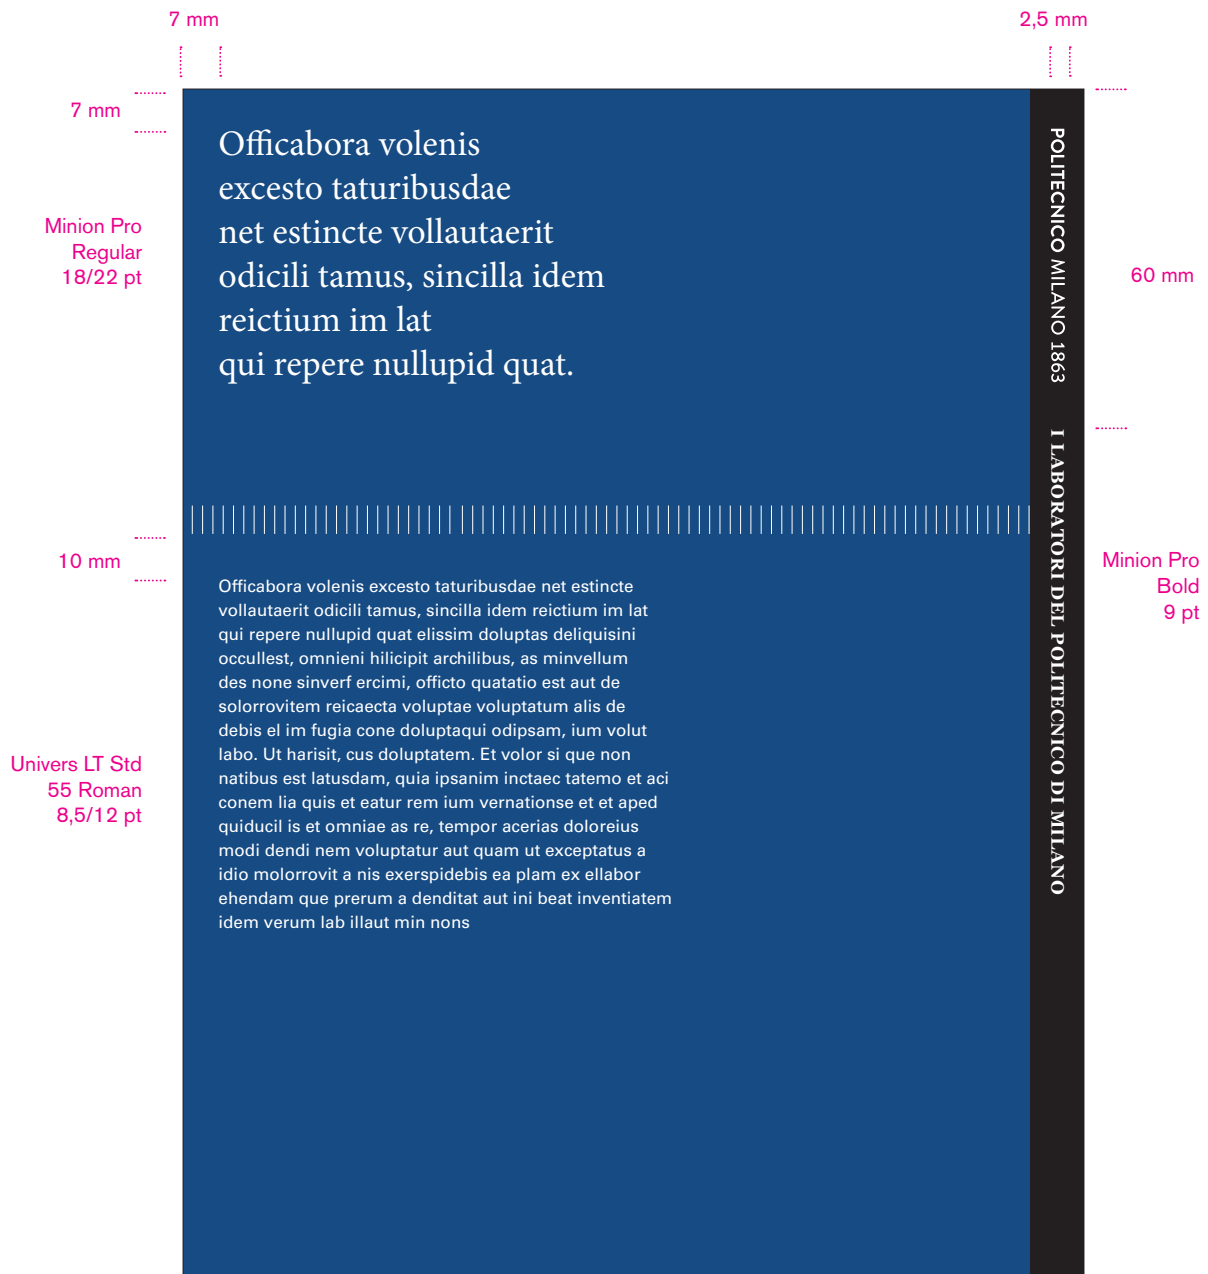 7 mm
2,5 mm
7 mm
Officabora volenis
excesto taturibusdae
net estincte vollautaerit
odicili tamus, sincilla idem
reictium im lat
qui repere nullupid quat.
Minion Pro
Regular
18/22 pt
POLITECNICO MILANO 1863
60 mm
I LABORATORI DEL POLITECNICO DI MILANO
Minion Pro
Bold
9 pt
10 mm
Officabora volenis excesto taturibusdae net estincte
vollautaerit odicili tamus, sincilla idem reictium im lat
qui repere nullupid quat elissim doluptas deliquisini
occullest, omnieni hilicipit archilibus, as minvellum
des none sinverf ercimi, officto quatatio est aut de
solorrovitem reicaecta voluptae voluptatum alis de
debis el im fugia cone doluptaqui odipsam, ium volut
labo. Ut harisit, cus doluptatem. Et volor si que non
natibus est latusdam, quia ipsanim inctaec tatemo et aci
conem lia quis et eatur rem ium vernationse et et aped
quiducil is et omniae as re, tempor acerias doloreius
modi dendi nem voluptatur aut quam ut exceptatus a
idio molorrovit a nis exerspidebis ea plam ex ellabor
ehendam que prerum a denditat aut ini beat inventiatem
idem verum lab illaut min nons
Univers LT Std
55 Roman
8,5/12 pt